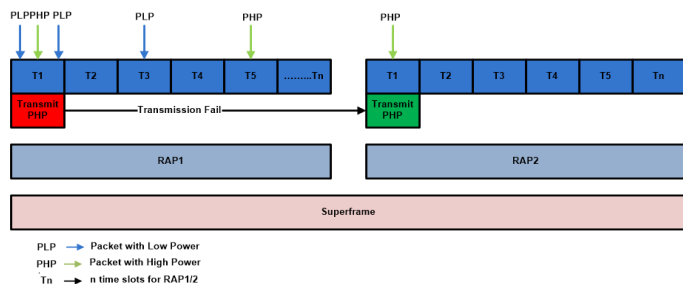 PLPPHP PLP PLP PHP PHP
T1 T2 T3 T4 T5 .........Tn T1 T2 T3 T4 T5 Tn
Transmit PHP Transmission Fail Transmit PHP
RAP1 RAP2
Superframe
PLP Packet with Low Power
PHP Packet with High Power
Tn n time slots for RAP1/2